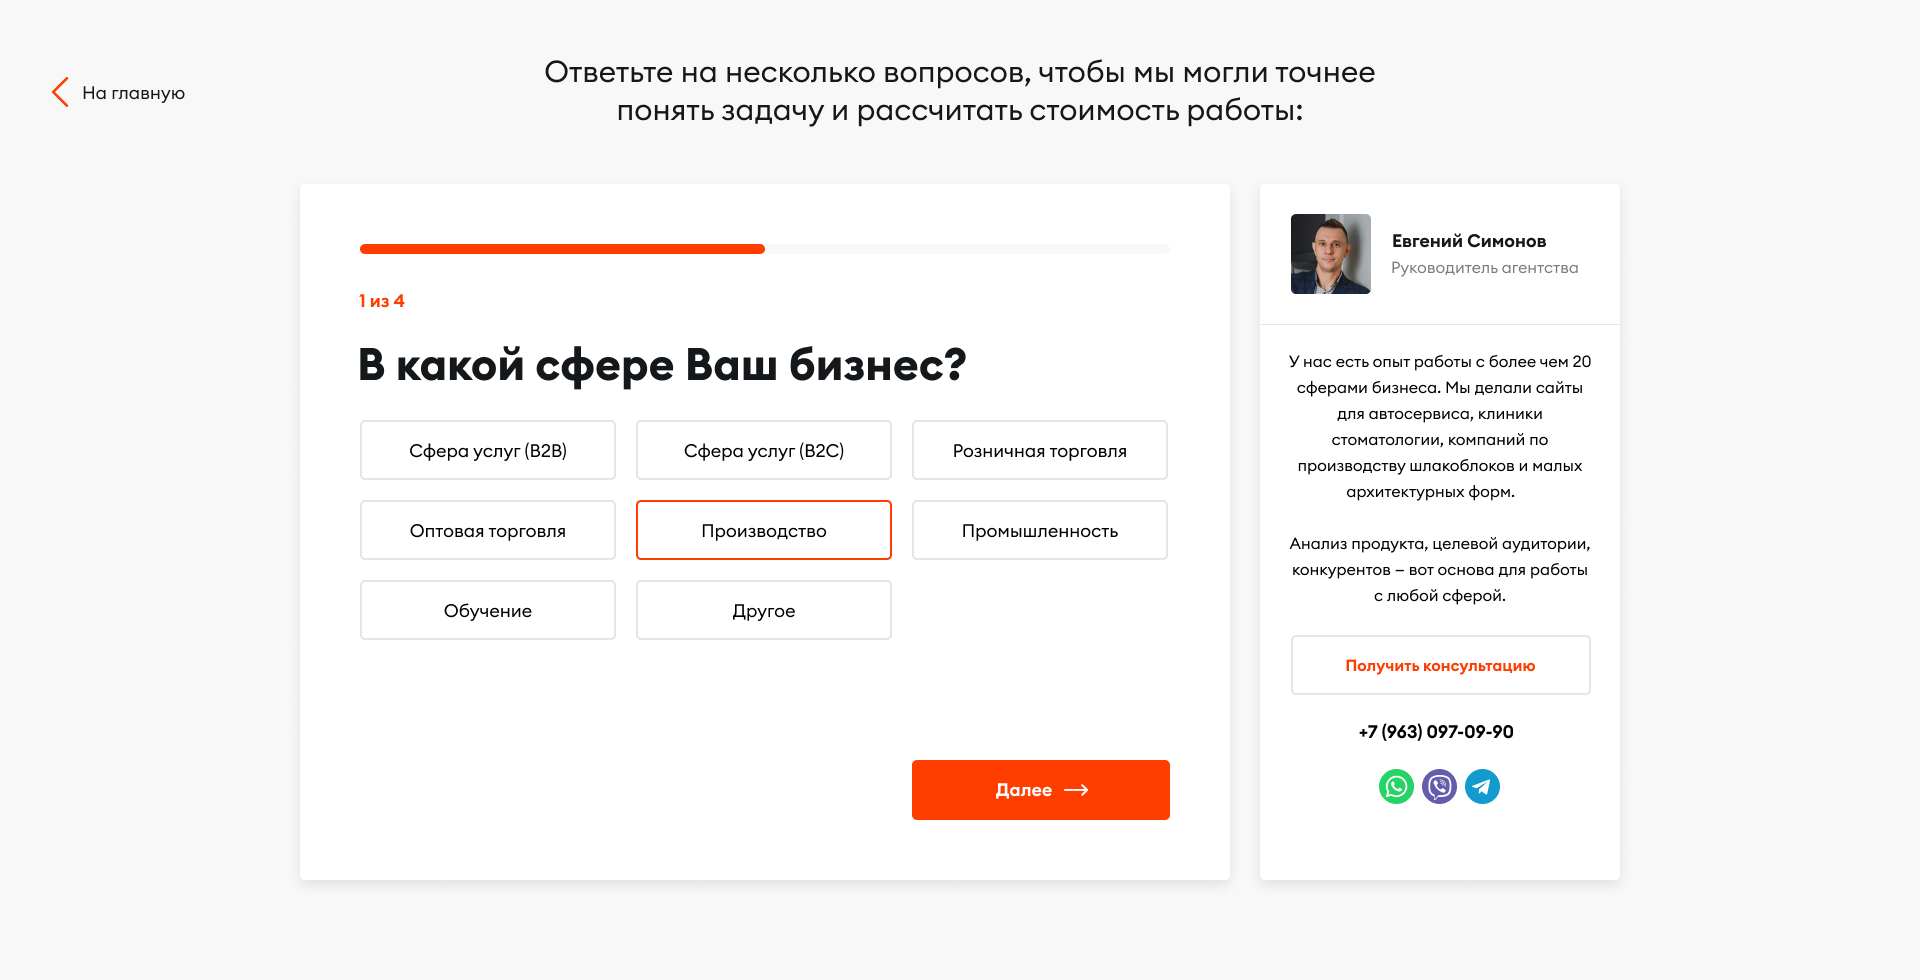 На главную
Ответьте на несколько вопросов, чтобы мы могли точнее
понять задачу и рассчитать стоимость работы:
1 из 4
В какой сфере Ваш бизнес?
Сфера услуг (B2B)
Сфера услуг (B2C)
Розничная торговля
Оптовая торговля
Производство
Промышленность
Обучение
Другое
Далее
Евгений Симонов
Руководитель агентства
У нас есть опыт работы с более чем 20
сферами бизнеса. Мы делали сайты
для автосервиса, клиники
стоматологии, компаний по
производству шлакоблоков и малых
архитектурных форм.
Анализ продукта, целевой аудитории,
конкурентов – вот основа для работы
с любой сферой.
Получить консультацию
+7 (963) 097-09-90